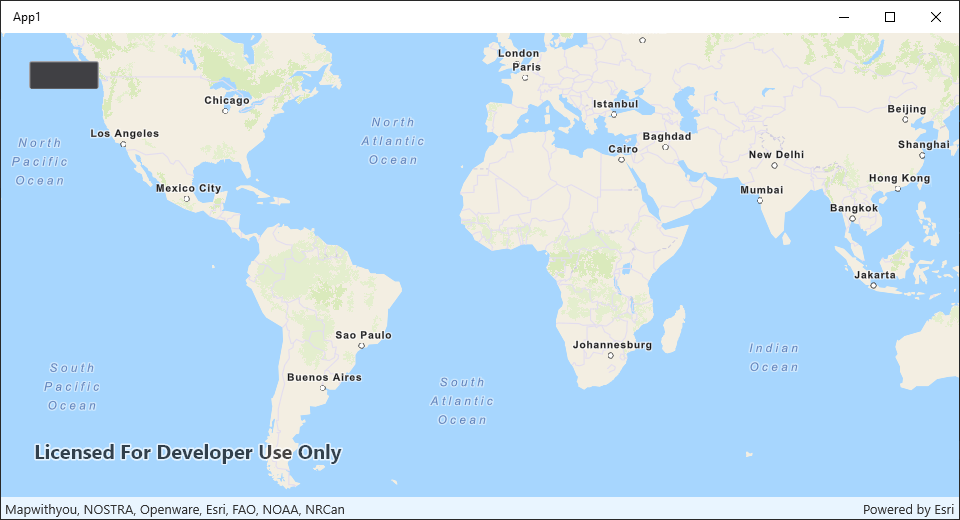 App1
London
Paris
Chicago
Istanbul
Beijing
North
Atlantic
Ocean
Los Angeles
Baghdad
North
Pacific
Ocean
Cairo
Shanghai
New Delhi
Mexico City
Mumbai
Hong Kong
Bangkok
Jakarta
Sao Paulo
Johannesburg
Indian
Ocean
South
Pacific
Ocean
Buenos Aires
South
Atlantic
Ocean
Licensed For Developer Use Only
Mapwithyou, NOSTRA, Openware, Esri, FAO, NOAA, NRCan
Powered by Esri